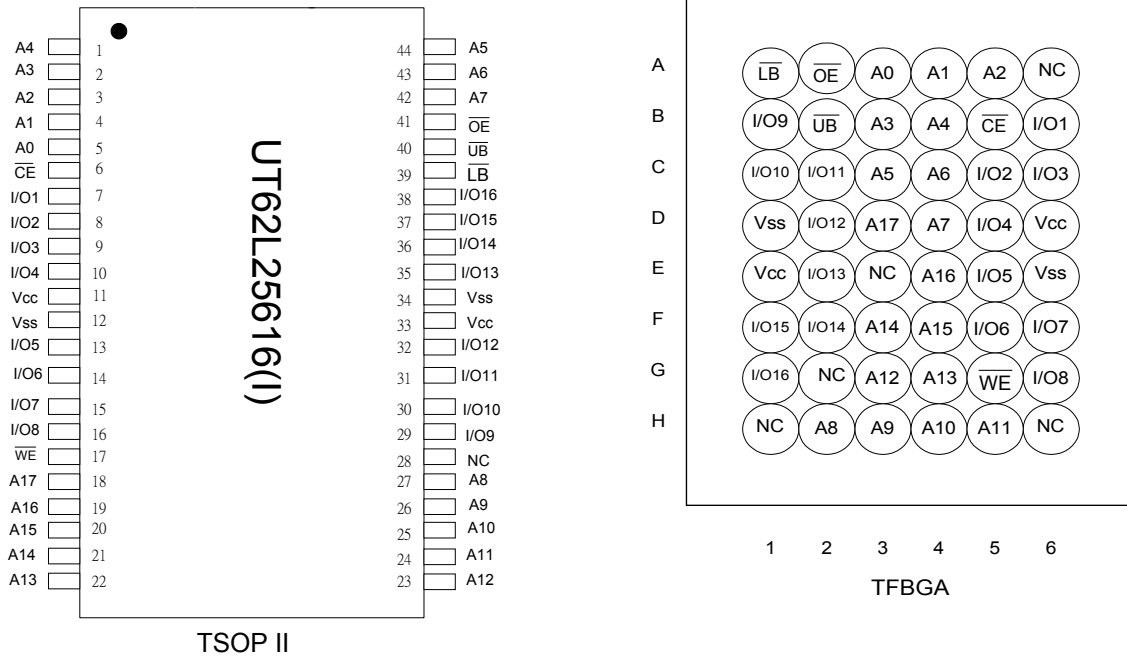 A4 1 44 A5
A3 2 43 A6
A2 3 42 A7
A1 4 41 OE
A0 5 40 UB
CE 6 39 LB
I/O1 7 38 I/O16
I/O2 8 37 I/O15
I/O3 9 36 I/O14
I/O4 10 35 I/O13
Vcc 11 34 Vss
Vss 12 33 Vcc
I/O5 13 32 I/O12
I/O6 14 31 I/O11
I/O7 15 30 I/O10
I/O8 16 29 I/O9
WE 17 28 NC
A17 18 27 A8
A16 19 26 A9
A15 20 25 A10
A14 21 24 A11
A13 22 23 A12
UT62L25616(I)
TSOP II
A LB OE A0 A1 A2 NC
B I/O9 UB A3 A4 CE I/O1
C I/O10 I/O11 A5 A6 I/O2 I/O3
D Vss I/O12 A17 A7 I/O4 Vcc
E Vcc I/O13 NC A16 I/O5 Vss
F I/O15 I/O14 A14 A15 I/O6 I/O7
G I/O16 NC A12 A13 WE I/O8
H NC A8 A9 A10 A11 NC
1 2 3 4 5 6
TFBGA